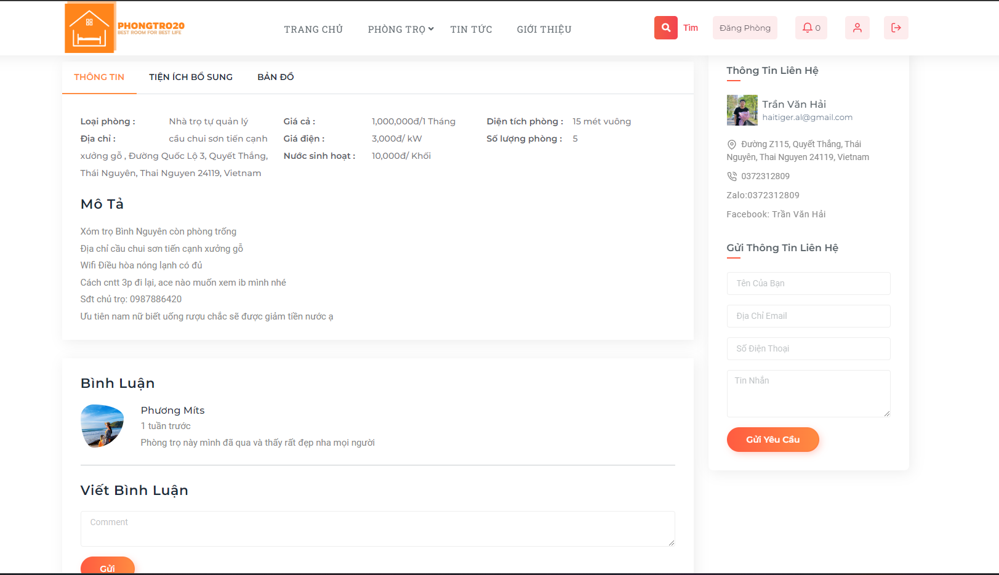 PHONGTRO20
BEST ROOM FOR BEST LIFE
TRANG CHỦ
PHÒNG TRỌ
TIN TỨC
GIỚI THIỆU
Tìm
Đăng Phòng
0
THÔNG TIN
TIỆN ÍCH BỔ SUNG
BẢN ĐỒ
Loại phòng : Nhà trọ tự quản lý
Địa chỉ : cầu chui sơn tiến cạnh
xưởng gỗ , Đường Quốc Lộ 3, Quyết Thắng,
Thái Nguyên, Thai Nguyen 24119, Vietnam
Giá cả : 1,000,000đ/1 Tháng
Giá điện : 3,000đ/ kW
Nước sinh hoạt : 10,000đ/ Khối
Diện tích phòng : 15 mét vuông
Số lượng phòng : 5
Mô Tả
Xóm trọ Bình Nguyên còn phòng trống
Địa chỉ cầu chui sơn tiến cạnh xưởng gỗ
Wifi Điều hòa nóng lạnh có đủ
Cách cntt 3p đi lại, ace nào muốn xem ib mình nhé
Sđt chủ trọ: 0987886420
Ưu tiên nam nữ biết uống rượu chắc sẽ được giảm tiền nước ạ
Bình Luận
Phương Míts
1 tuần trước
Phòng trọ này mình đã qua và thấy rất đẹp nha mọi người
Viết Bình Luận
Comment
Gửi
Thông Tin Liên Hệ
Trần Văn Hải
haitiger.al@gmail.com
Đường Z115, Quyết Thắng, Thái
Nguyên, Thai Nguyen 24119, Vietnam
0372312809
Zalo:0372312809
Facebook: Trần Văn Hải
Gửi Thông Tin Liên Hệ
Tên Của Bạn
Địa Chỉ Email
Số Điện Thoại
Tin Nhắn
Gửi Yêu Cầu